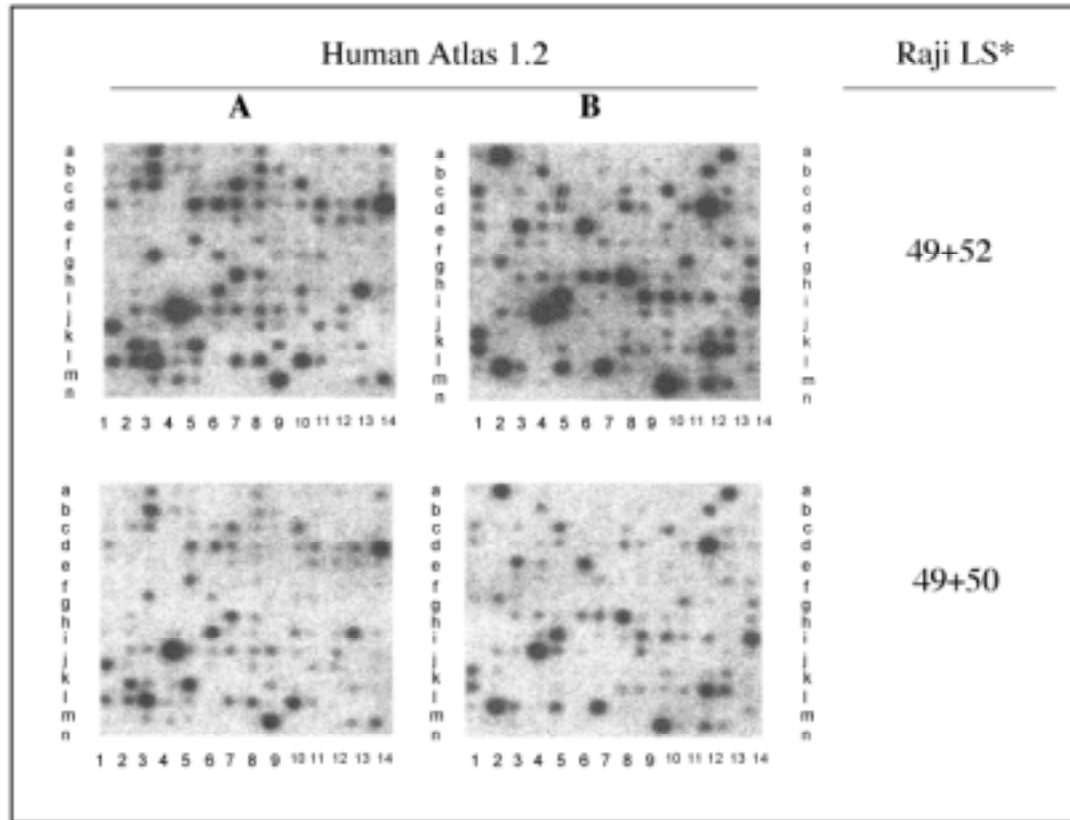 Human Atlas 1.2 Raji LS*
A B
a a a
b b b
c c c
d d d
e e e
f f f
g g g
h h h
i i i
j j j
k k k
l l l
m m m
n n n
49+52
1 2 3 4 5 6 7 8 9 10 11 12 13 14 1 2 3 4 5 6 7 8 9 10 11 12 13 14
a a a
b b b
c c c
d d d
e e e
f f f
g g g
h h h
i i i
j j j
k k k
l l l
m m m
n n n
49+50
1 2 3 4 5 6 7 8 9 10 11 12 13 14 1 2 3 4 5 6 7 8 9 10 11 12 13 14